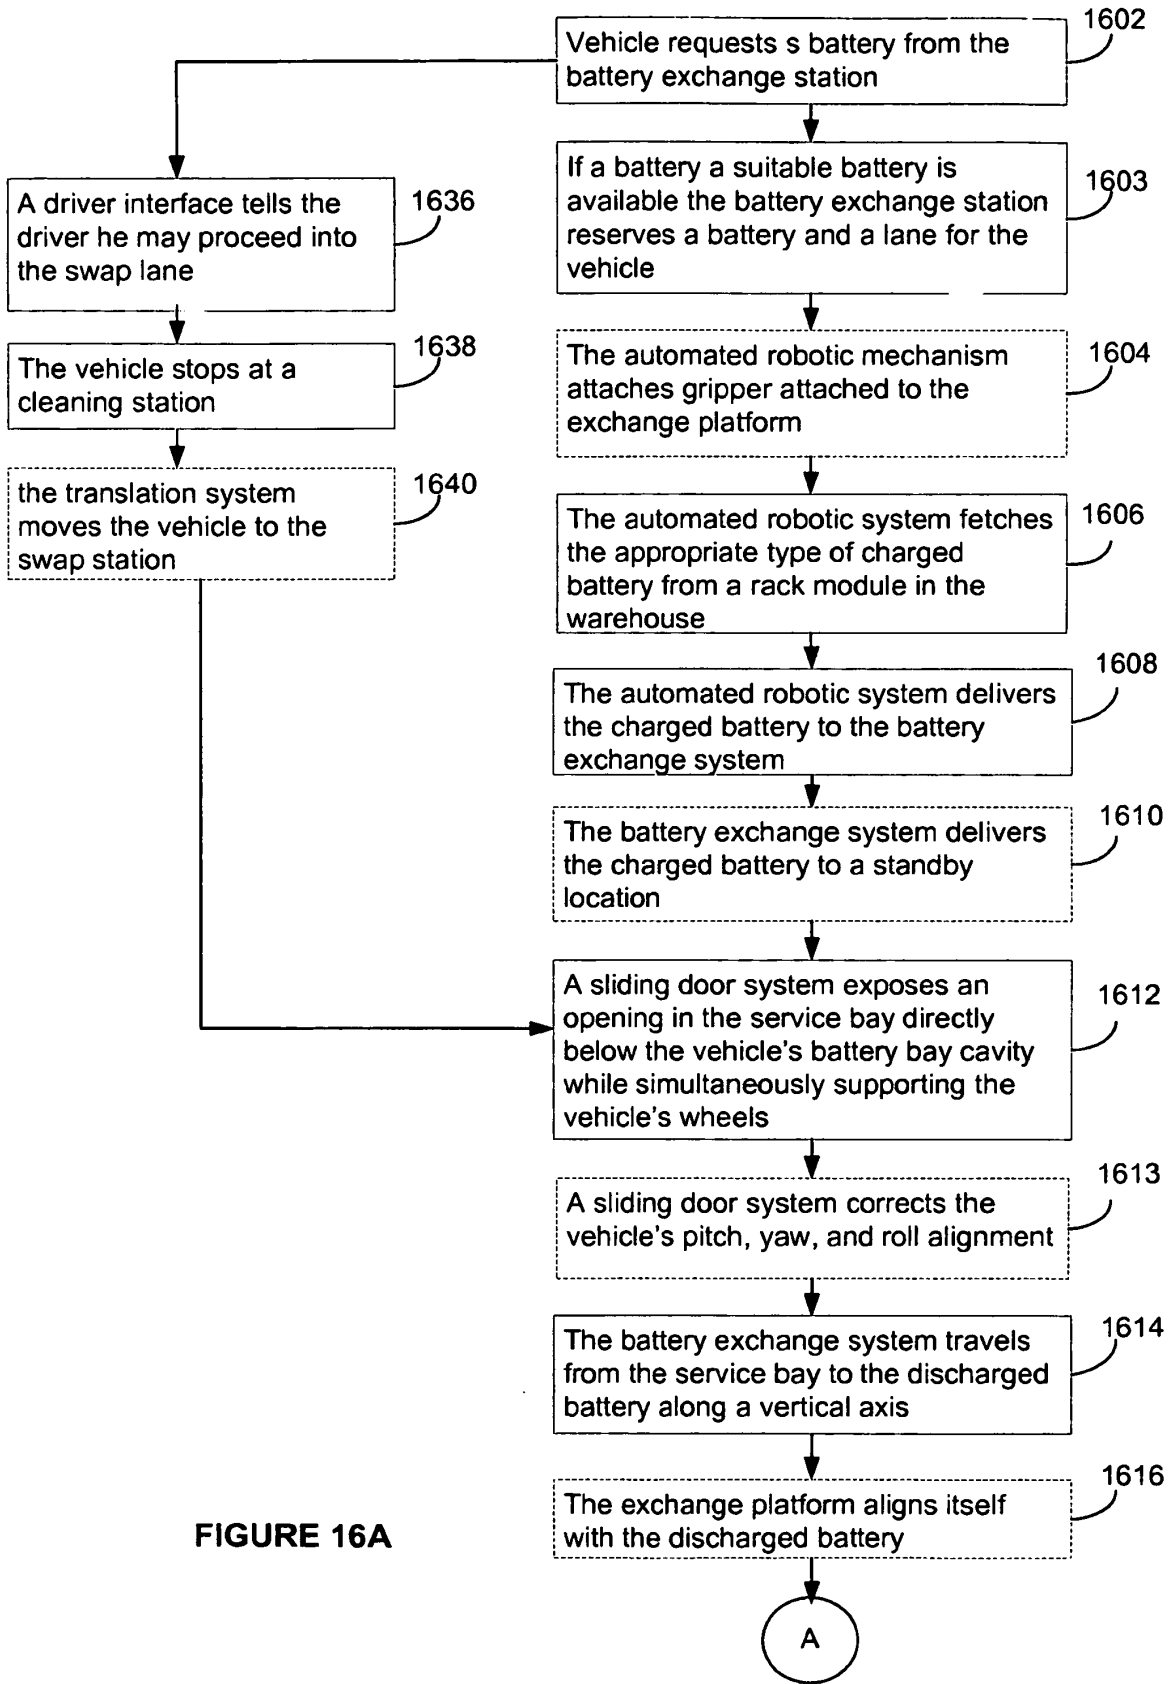 1602
Vehicle requests s battery from the
battery exchange station
If a battery a suitable battery is
available the battery exchange station
reserves a battery and a lane for the
vehicle
1603
A driver interface tells the
driver he may proceed into
the swap lane
1636
The vehicle stops at a
cleaning station
1638
The automated robotic mechanism
attaches gripper attached to the
exchange platform
1604
the translation system
moves the vehicle to the
swap station
1640
The automated robotic system fetches
the appropriate type of charged
battery from a rack module in the
warehouse
1606
The automated robotic system delivers
the charged battery to the battery
exchange system
1608
The battery exchange system delivers
the charged battery to a standby
location
1610
A sliding door system exposes an
opening in the service bay directly
below the vehicle's battery bay cavity
while simultaneously supporting the
vehicle's wheels
1612
A sliding door system corrects the
vehicle's pitch, yaw, and roll alignment
1613
The battery exchange system travels
from the service bay to the discharged
battery along a vertical axis
1614
The exchange platform aligns itself
with the discharged battery
1616
FIGURE 16A
A